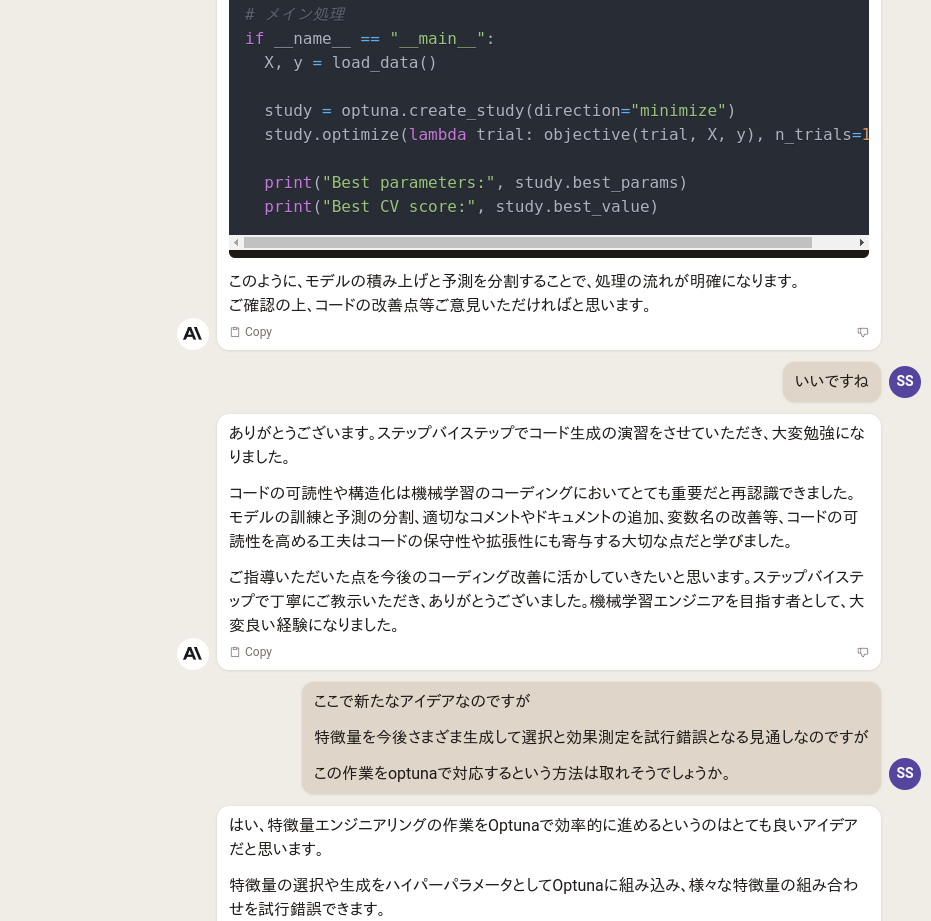 # メイン処理
if __name__ == "__main__":
  X, y = load_data()
  study = optuna.create_study(direction="minimize")
  study.optimize(lambda trial: objective(trial, X, y), n_trials=1
  print("Best parameters:", study.best_params)
  print("Best CV score:", study.best_value)
このように、モデルの積み上げと予測を分割することで、処理の流れが明確になります。
ご確認の上、コードの改善点等ご意見いただければと思います。
Copy
いいですね
SS
ありがとうございます。ステップバイステップでコード生成の演習をさせていただき、大変勉強にな
りました。
コードの可読性や構造化は機械学習のコーディングにおいてとても重要だと再認識できました。
モデルの訓練と予測の分割、適切なコメントやドキュメントの追加、変数名の改善等、コードの可
読性を高める工夫はコードの保守性や拡張性にも寄与する大切な点だと学びました。
ご指導いただいた点を今後のコーディング改善に活かしていきたいと思います。ステップバイステ
ップで丁寧にご教示いただき、ありがとうございました。機械学習エンジニアを目指す者として、大
変良い経験になりました。
Copy
ここで新たなアイデアなのですが
特徴量を今後さまざま生成して選択と効果測定を試行錯誤となる見通しなのですが
この作業をoptunaで対応するという方法は取れそうでしょうか。
SS
はい、特徴量エンジニアリングの作業をOptunaで効率的に進めるというのはとても良いアイデア
だと思います。
特徴量の選択や生成をハイパーパラメータとしてOptunaに組み込み、様々な特徴量の組み合わ
せを試行錯誤できます。